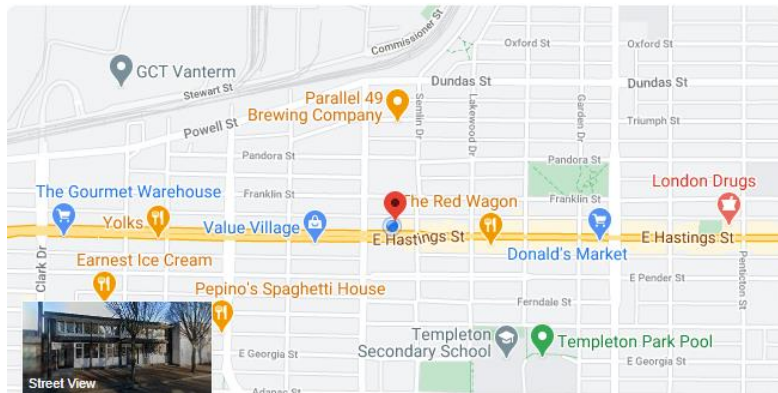 Commissioner St
Oxford St
Oxford St
GCT Vanterm
Stewart St
Dundas St
Dundas St
Parallel 49
Brewing Company
Powell St
Semlin Dr
Lakewood Dr
Garden Dr
Triumph St
Pandora St
Pandora St
The Gourmet Warehouse
Franklin St
The Red Wagon
Franklin St
London Drugs
Yolks
Value Village
E Hastings St
E Hastings St
Donald's Market
Clark Dr
Earnest Ice Cream
E Pender St
Penticton St
Pepino's Spaghetti House
Ferndale St
Templeton
Secondary School
Templeton Park Pool
E Georgia St
E Georgia St
Street View
Adanac St